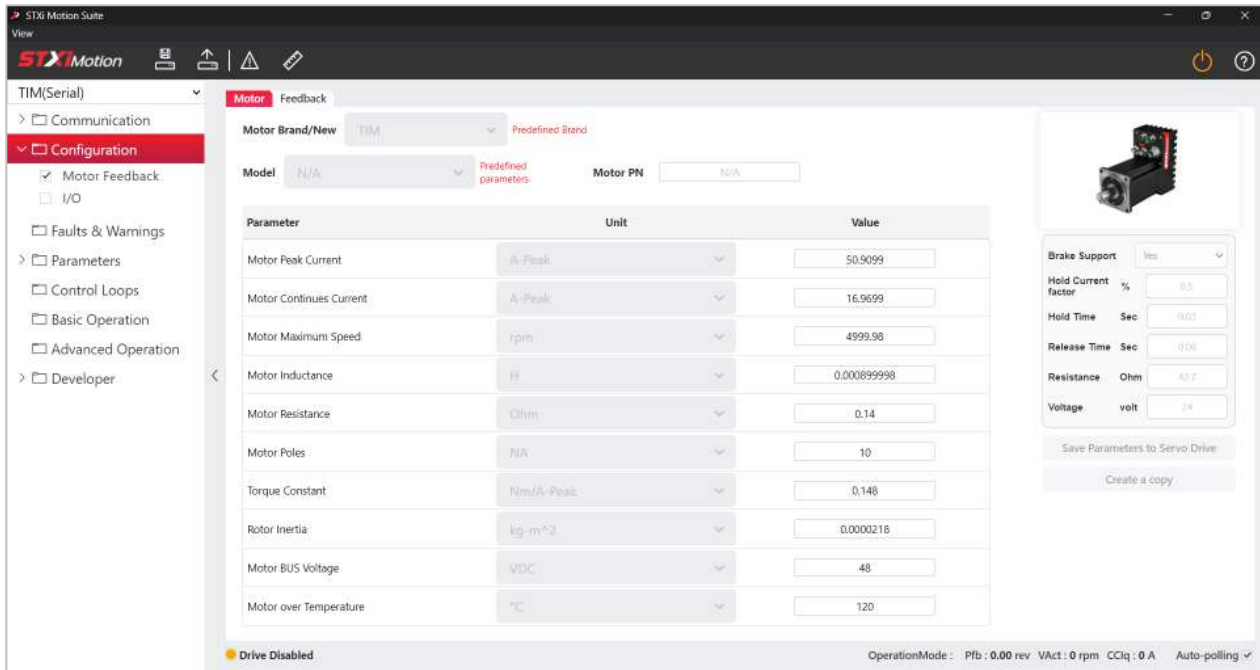 STXi Motion Suite
View
STXiMotion
TIM(Serial)
Communication
Configuration
Motor Feedback
I/O
Faults & Warnings
Parameters
Control Loops
Basic Operation
Advanced Operation
Developer
Motor Feedback
Motor Brand/New TIM Predefined Brand
Model N/A Predefined parameters Motor PN N/A
Parameter Unit Value
Motor Peak Current A-Peak 50.9099
Motor Continues Current A-Peak 16.9699
Motor Maximum Speed rpm 4999.98
Motor Inductance H 0.000899998
Motor Resistance Ohm 0.14
Motor Poles NA 10
Torque Constant Nm/A-Peak 0.148
Rotor Inertia kg-m^2 0.0000218
Motor BUS Voltage VDC 48
Motor over Temperature °C 120
Brake Support Yes
Hold Current factor % 0.5
Hold Time Sec 0.02
Release Time Sec
Resistance Ohm 42.7
Voltage volt 24
Save Parameters to Servo Drive
Create a copy
Drive Disabled
OperationMode : Pfb : 0.00 rev VAct : 0 rpm CCIq : 0 A Auto-polling